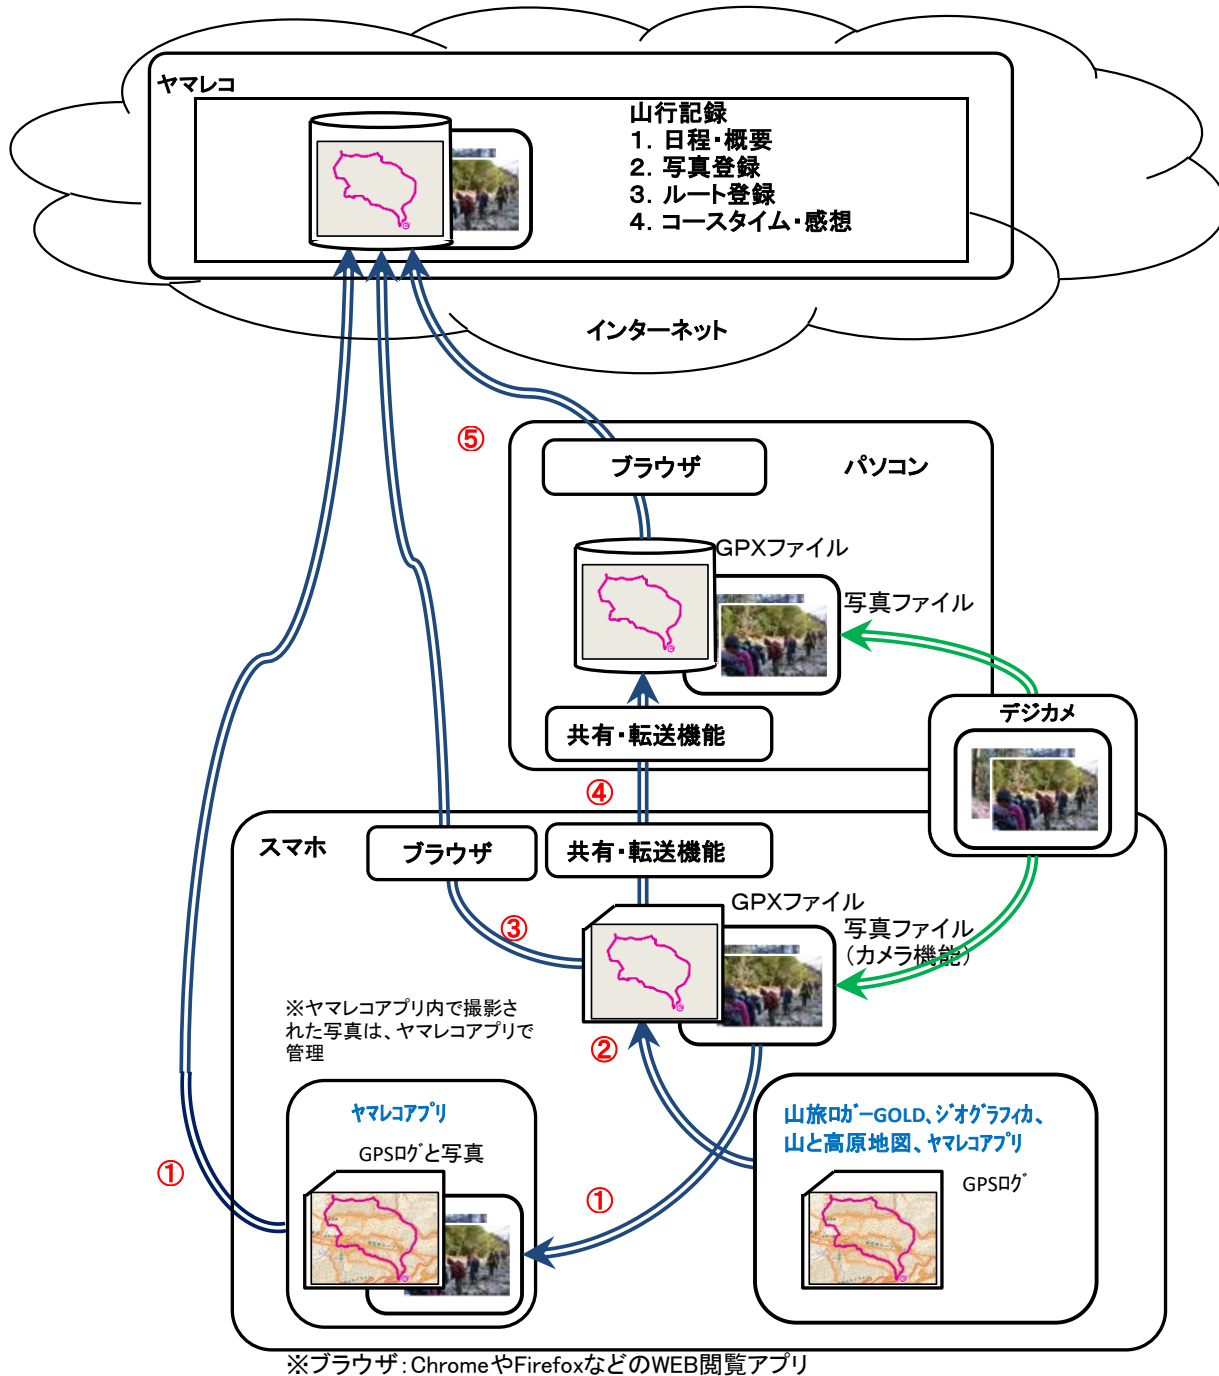 ヤマレコ
山行記録
1. 日程・概要
2. 写真登録
3. ルート登録
4. コースタイム・感想
インターネット
⑤
ブラウザ
パソコン
GPXファイル
写真ファイル
デジカメ
共有・転送機能
④
スマホ
ブラウザ
共有・転送機能
GPXファイル
③
写真ファイル
(カメラ機能)
※ヤマレコアプリ内で撮影さ
れた写真は、ヤマレコアプリで
管理
②
ヤマレコアプリ
GPSログと写真
山旅ロガーGOLD、ジオグラフィカ、
山と高原地図、ヤマレコアプリ
GPSログ
①
①
※ブラウザ:ChromeやFirefoxなどのWEB閲覧アプリ